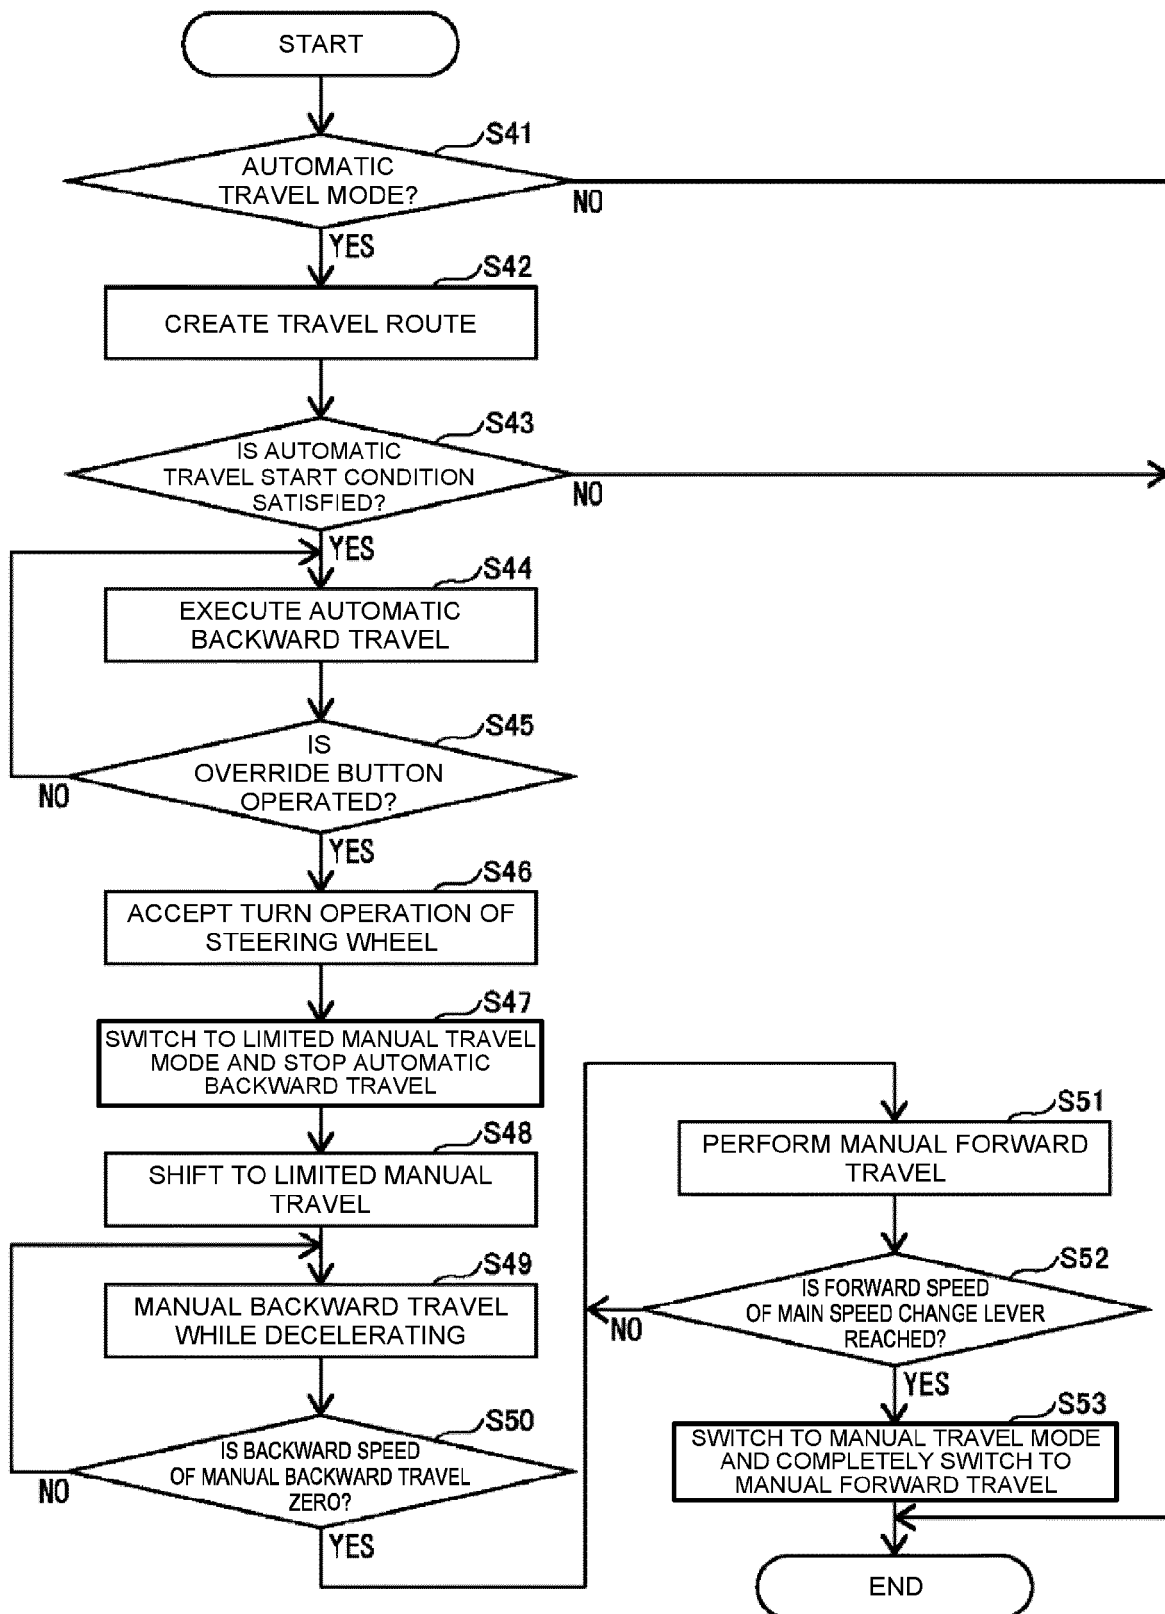 START
S41
AUTOMATIC
TRAVEL MODE?
NO
YES
S42
CREATE TRAVEL ROUTE
S43
IS AUTOMATIC
TRAVEL START CONDITION
SATISFIED?
NO
YES
S44
EXECUTE AUTOMATIC
BACKWARD TRAVEL
S45
IS
OVERRIDE BUTTON
OPERATED?
NO
YES
S46
ACCEPT TURN OPERATION OF
STEERING WHEEL
S47
SWITCH TO LIMITED MANUAL TRAVEL
MODE AND STOP AUTOMATIC
BACKWARD TRAVEL
S48
SHIFT TO LIMITED MANUAL
TRAVEL
S49
MANUAL BACKWARD TRAVEL
WHILE DECELERATING
S50
IS BACKWARD SPEED
OF MANUAL BACKWARD TRAVEL
ZERO?
NO
YES
S51
PERFORM MANUAL FORWARD
TRAVEL
S52
IS FORWARD SPEED
OF MAIN SPEED CHANGE LEVER
REACHED?
NO
YES
S53
SWITCH TO MANUAL TRAVEL MODE
AND COMPLETELY SWITCH TO
MANUAL FORWARD TRAVEL
END